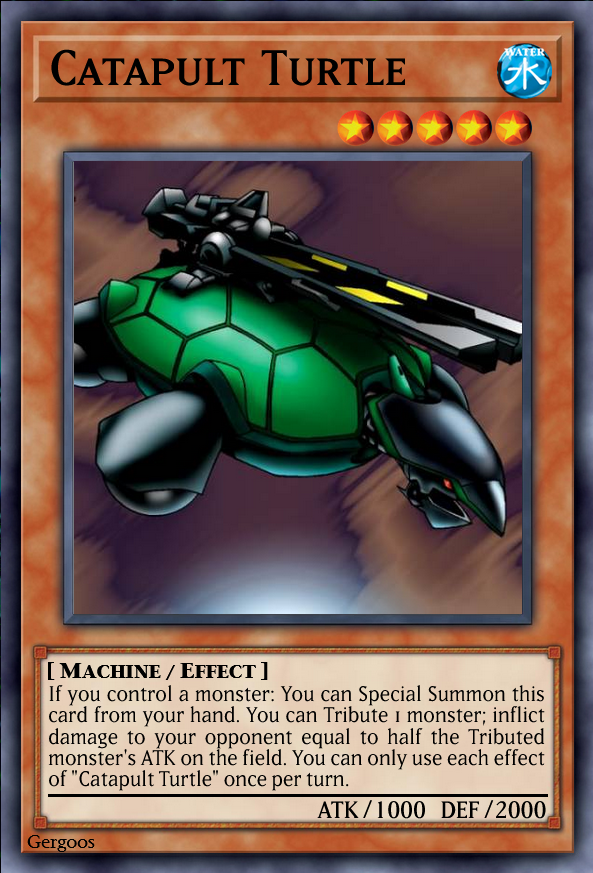 Catapult Turtle
WATER
水
[ Machine / Effect ]
If you control a monster: You can Special Summon this
card from your hand. You can Tribute 1 monster; inflict
damage to your opponent equal to half the Tributed
monster's ATK on the field. You can only use each effect
of "Catapult Turtle" once per turn.
ATK/1000 DEF/2000
Gergoos